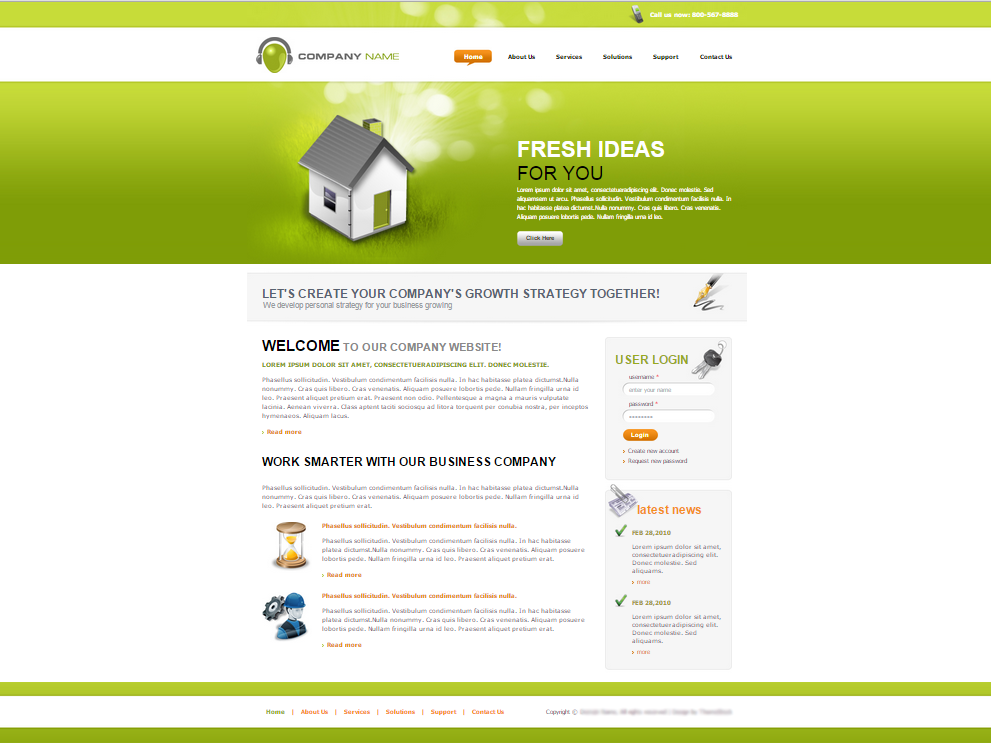 Call us now: 800-567-8888
COMPANY NAME
Home
About Us
Services
Solutions
Support
Contact Us
FRESH IDEAS
FOR YOU
Lorem ipsum dolor sit amet, consectetueradipiscing elit. Donec molestie. Sed
aliquamsem ut arcu. Phasellus sollicitudin. Vestibulum condimentum facilisis nulla. In
hac habitasse platea dictumst.Nulla nonummy. Cras quis libero. Cras venenatis.
Aliquam posuere lobortis pede. Nullam fringilla urna id leo.
Click Here
LET'S CREATE YOUR COMPANY'S GROWTH STRATEGY TOGETHER!
We develop personal strategy for your business growing
WELCOME TO OUR COMPANY WEBSITE!
LOREM IPSUM DOLOR SIT AMET, CONSECTETUERADIPISCING ELIT. DONEC MOLESTIE.
Phasellus sollicitudin. Vestibulum condimentum facilisis nulla. In hac habitasse platea dictumst.Nulla
nonummy. Cras quis libero. Cras venenatis. Aliquam posuere lobortis pede. Nullam fringilla urna id
leo. Praesent aliquet pretium erat. Praesent non odio. Pellentesque a magna a mauris vulputate
lacinia. Aenean viverra. Class aptent taciti sociosqu ad litora torquent per conubia nostra, per inceptos
hymenaeos. Aliquam lacus.
Read more
WORK SMARTER WITH OUR BUSINESS COMPANY
Phasellus sollicitudin. Vestibulum condimentum facilisis nulla. In hac habitasse platea dictumst.Nulla
nonummy. Cras quis libero. Cras venenatis. Aliquam posuere lobortis pede. Nullam fringilla urna id
leo. Praesent aliquet pretium erat.
Phasellus sollicitudin. Vestibulum condimentum facilisis nulla.
Phasellus sollicitudin. Vestibulum condimentum facilisis nulla. In hac habitasse
platea dictumst.Nulla nonummy. Cras quis libero. Cras venenatis. Aliquam posuere
lobortis pede. Nullam fringilla urna id leo. Praesent aliquet pretium erat.
Read more
Phasellus sollicitudin. Vestibulum condimentum facilisis nulla.
Phasellus sollicitudin. Vestibulum condimentum facilisis nulla. In hac habitasse
platea dictumst.Nulla nonummy. Cras quis libero. Cras venenatis. Aliquam posuere
lobortis pede. Nullam fringilla urna id leo. Praesent aliquet pretium erat.
Read more
USER LOGIN
username *
enter your name
password *
********
Login
Create new account
Request new password
latest news
FEB 28,2010
Lorem ipsum dolor sit amet,
consectetueradipiscing elit.
Donec molestie. Sed
aliquams.
more
FEB 28,2010
Lorem ipsum dolor sit amet,
consectetueradipiscing elit.
Donec molestie. Sed
aliquams.
more
Home | About Us | Services | Solutions | Support | Contact Us
Copyright ©